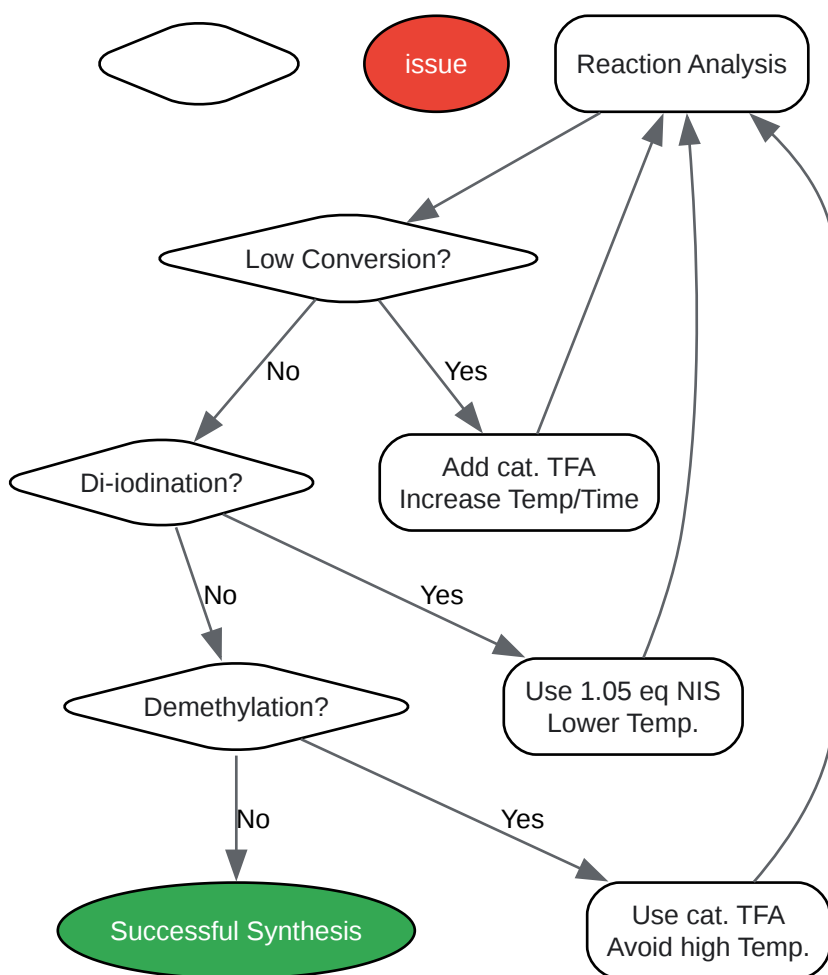 issue
Reaction Analysis
Low Conversion?
No
Yes
Di-iodination?
Add cat. TFA
Increase Temp/Time
No
Yes
Demethylation?
Use 1.05 eq NIS
Lower Temp.
No
Yes
Successful Synthesis
Use cat. TFA
Avoid high Temp.